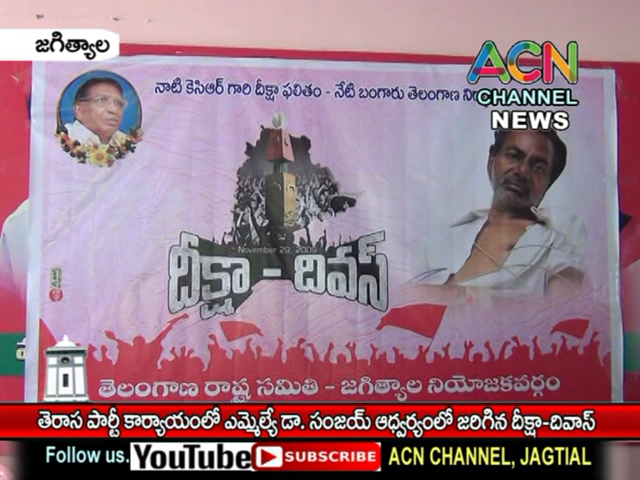 జగిత్యాల
నాటి కెసిఆర్ గారి దీక్షా ఫలితం - నేటి బంగారు తెలంగాణ
ACN
CHANNEL
NEWS
November 29, 2009
దీక్షా - దివస్
తెలంగాణ రాష్ట్ర సమితి - జగిత్యాల నియోజకవర్గం
తెరాస పార్టీ కార్యాయంలో ఎమ్మెల్యే డా. సంజయ్ ఆధ్వర్యంలో జరిగిన దీక్షా-దివాస్
Follow us. YouTube SUBSCRIBE ACN CHANNEL, JAGTIAL